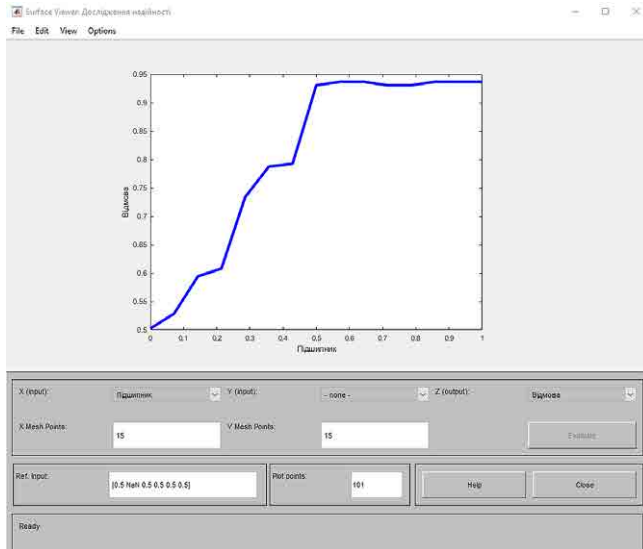 Surface Viewer Дослідження надійності
File Edit View Options
0.95
0.9
0.85
0.8
0.75
0.7
0.65
0.6
0.55
0.5
Відмова
0 0.1 0.2 0.3 0.4 0.5 0.6 0.7 0.8 0.9 1
Підшипник
X (input): Підшипник Y (input): - none - Z (output): Відмова
X Mesh Points: 15 Y Mesh Points: 15 Evaluate
Ref. Input: [0.5 NaN 0.5 0.5 0.5 0.5] Plot points: 101 Help Close
Ready